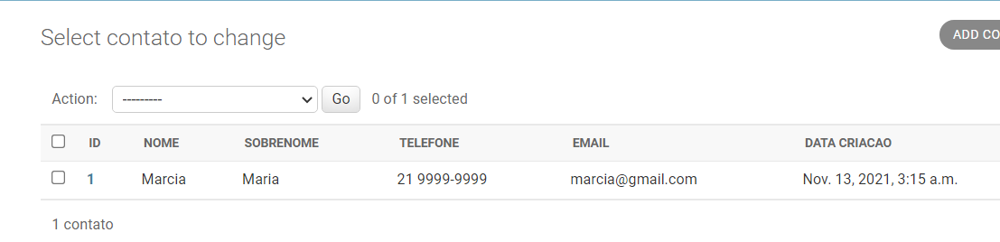 Select contato to change
ADD CO
Action: --------- Go 0 of 1 selected
ID NOME SOBRENOME TELEFONE EMAIL DATA CRIACAO
1 Marcia Maria 21 9999-9999 marcia@gmail.com Nov. 13, 2021, 3:15 a.m.
1 contato